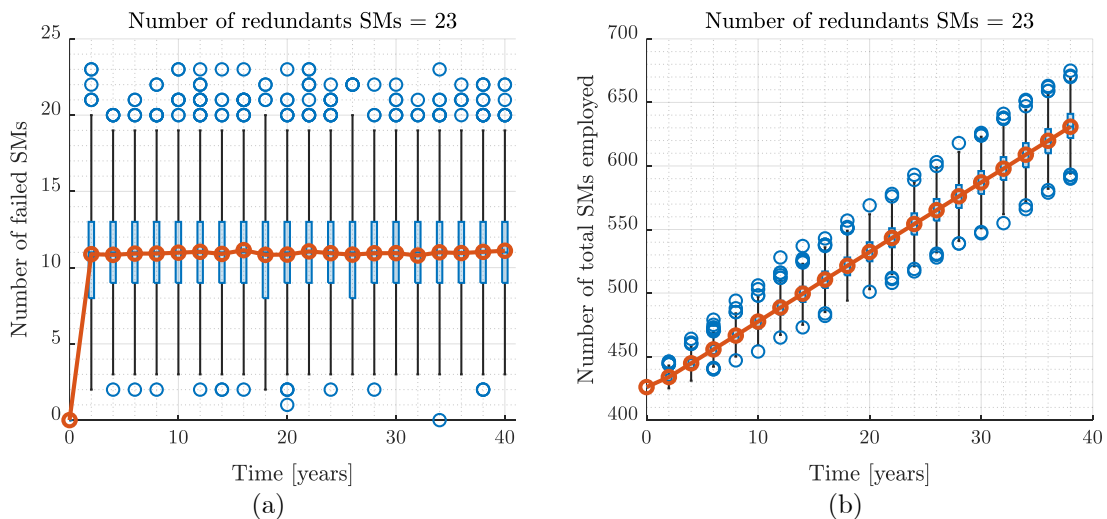 Number of redundants SMs = 23
25
20
15
10
5
0
Number of failed SMs
0 10 20 30 40
Time [years]
(a)
Number of redundants SMs = 23
700
650
600
550
500
450
400
Number of total SMs employed
0 10 20 30 40
Time [years]
(b)